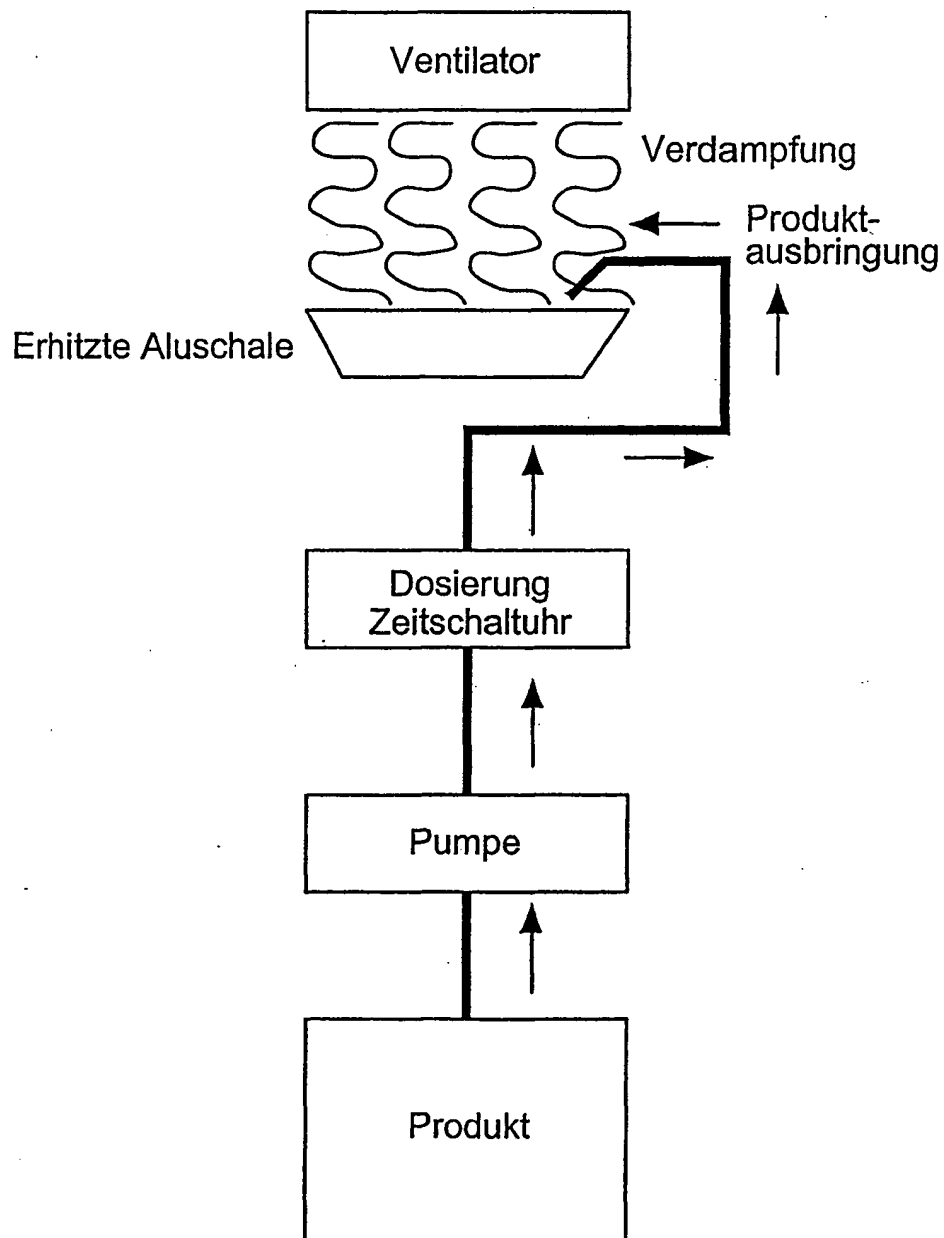 Ventilator
Verdampfung
Produkt-
ausbringung
Erhitzte Aluschale
Dosierung
Zeitschaltuhr
Pumpe
Produkt